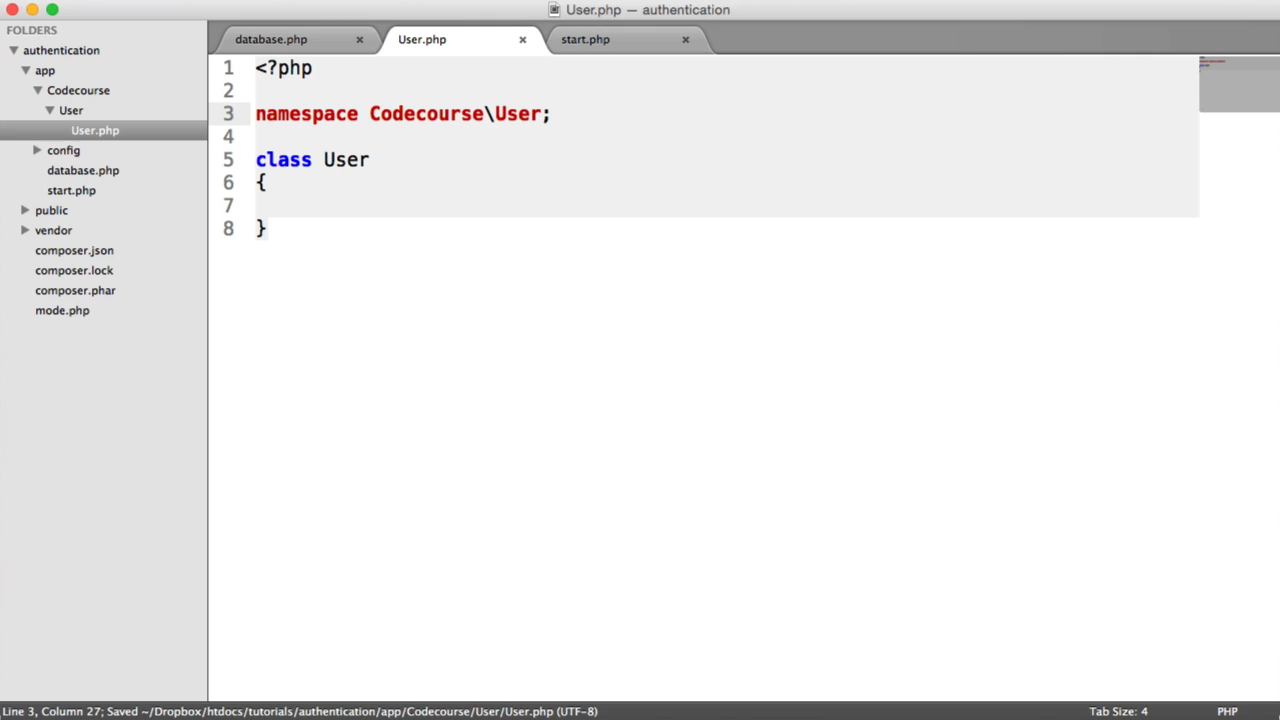 User.php — authentication
FOLDERS
authentication
app
Codecourse
User
User.php
config
database.php
start.php
public
vendor
composer.json
composer.lock
composer.phar
mode.php
database.php × User.php × start.php ×
1 <?php
2
3 namespace Codecourse\User;
4
5 class User
6 {
7
8 }
Line 3, Column 27; Saved ~/Dropbox/htdocs/tutorials/authentication/app/Codecourse/User/User.php (UTF-8) Tab Size: 4 PHP